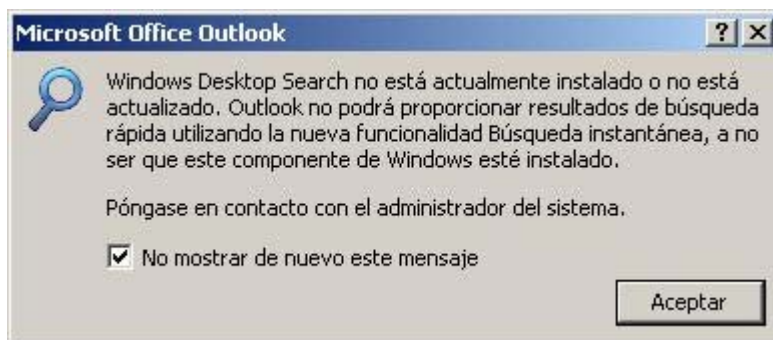 Microsoft Office Outlook
Windows Desktop Search no está actualmente instalado o no está
actualizado. Outlook no podrá proporcionar resultados de búsqueda
rápida utilizando la nueva funcionalidad Búsqueda instantánea, a no
ser que este componente de Windows esté instalado.
Póngase en contacto con el administrador del sistema.
No mostrar de nuevo este mensaje
Aceptar